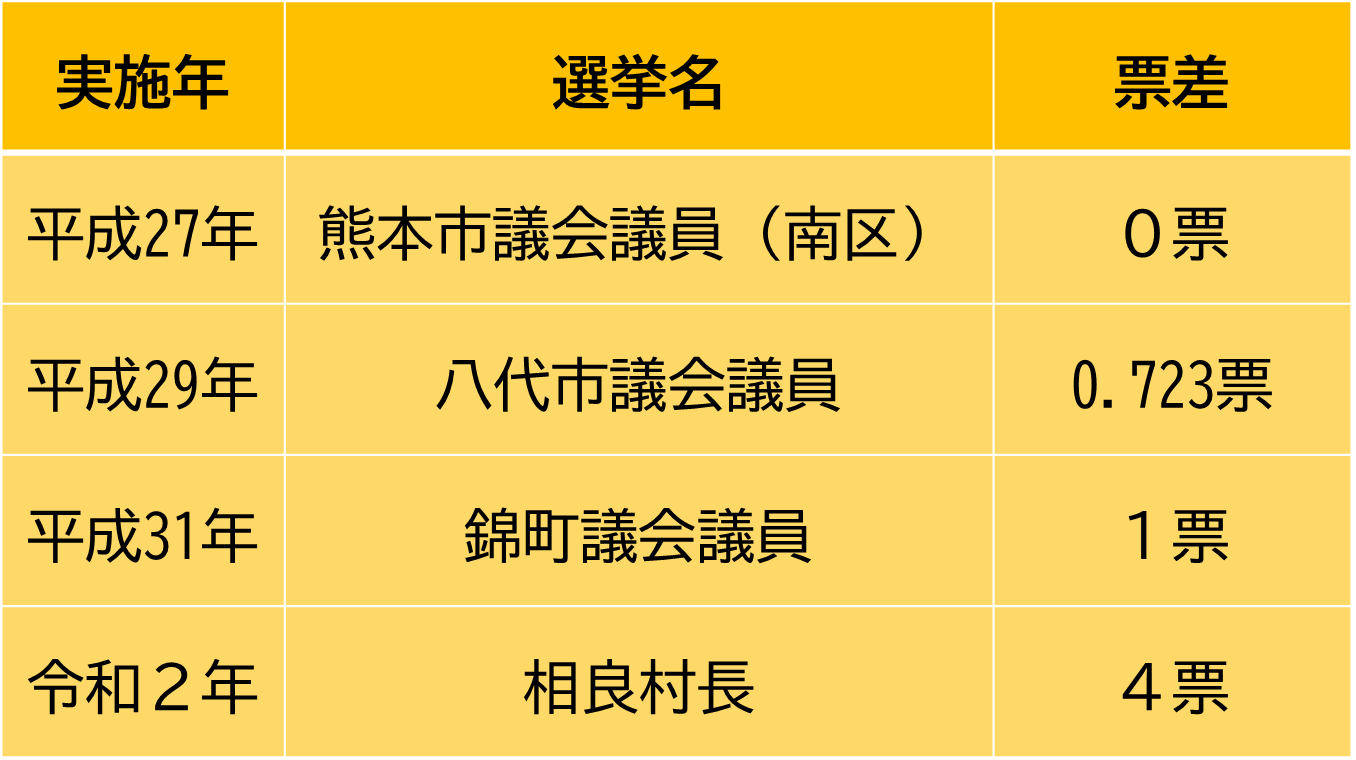 実施年 選挙名 票差
平成27年 熊本市議会議員（南区） ０票
平成29年 八代市議会議員 0.723票
平成31年 錦町議会議員 １票
令和２年 相良村長 ４票